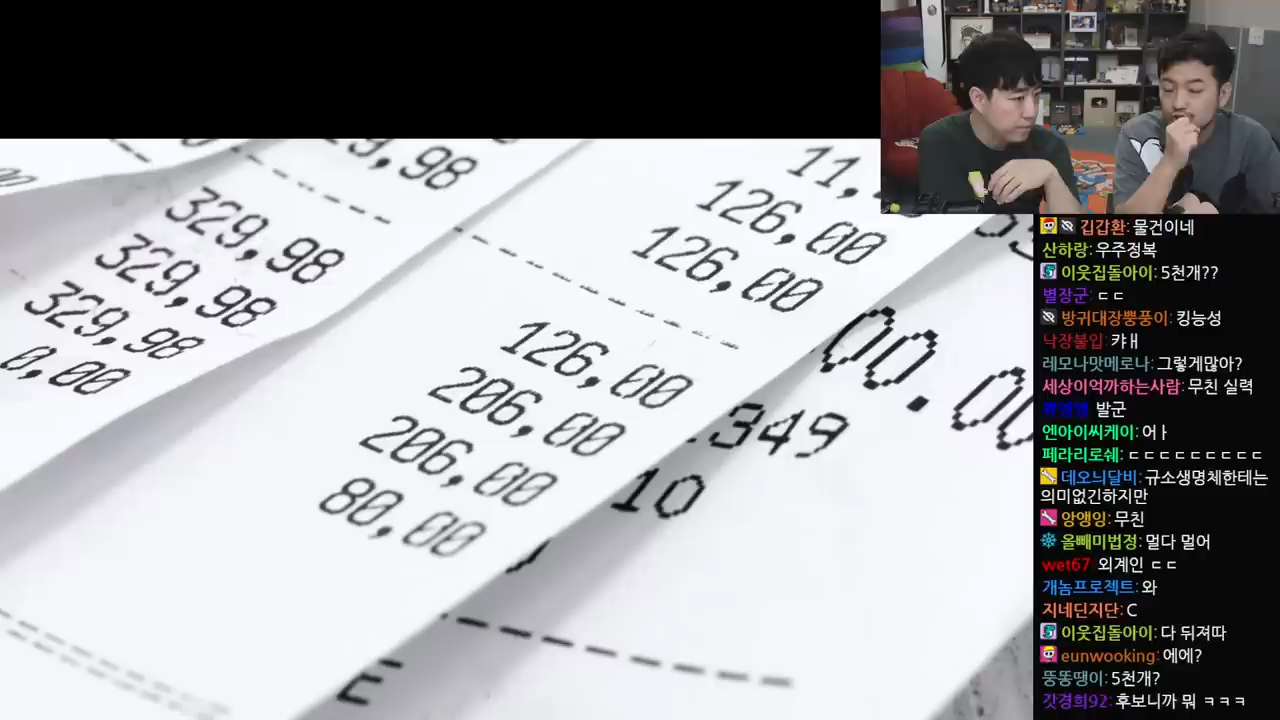 329,98
329,98
329,98
0,00
9,98
11,
126,00
126,00
126,00
206,00
206,00
80,00
00.00
349
10
E
김갑환: 물건이네
산하랑: 우주정복
이웃집돌아이: 5천개??
별장군: ㄷㄷ
방귀대장뿡풍이: 킹능성
낙장불입: 캬ㅐ
레모나맛메로나: 그렇게많아?
세상이억까하는사람: 무친 실력
발군
엔아이씨케이: 어ㅏ
페라리로쉐: ㄷㄷㄷㄷㄷㄷㄷㄷㄷ
데오늬달비: 규소생명체한테는
의미없긴하지만
앙앵잉: 무친
올빼미법정: 멀다 멀어
wet67 외계인 ㄷㄷ
개놈프로젝트: 와
지네딘지단: C
이웃집돌아이: 다 뒤져따
eunwooking: 에에?
뚱똥땡이: 5천개?
갓경희92: 후보니까 뭐 ㅋㅋㅋ